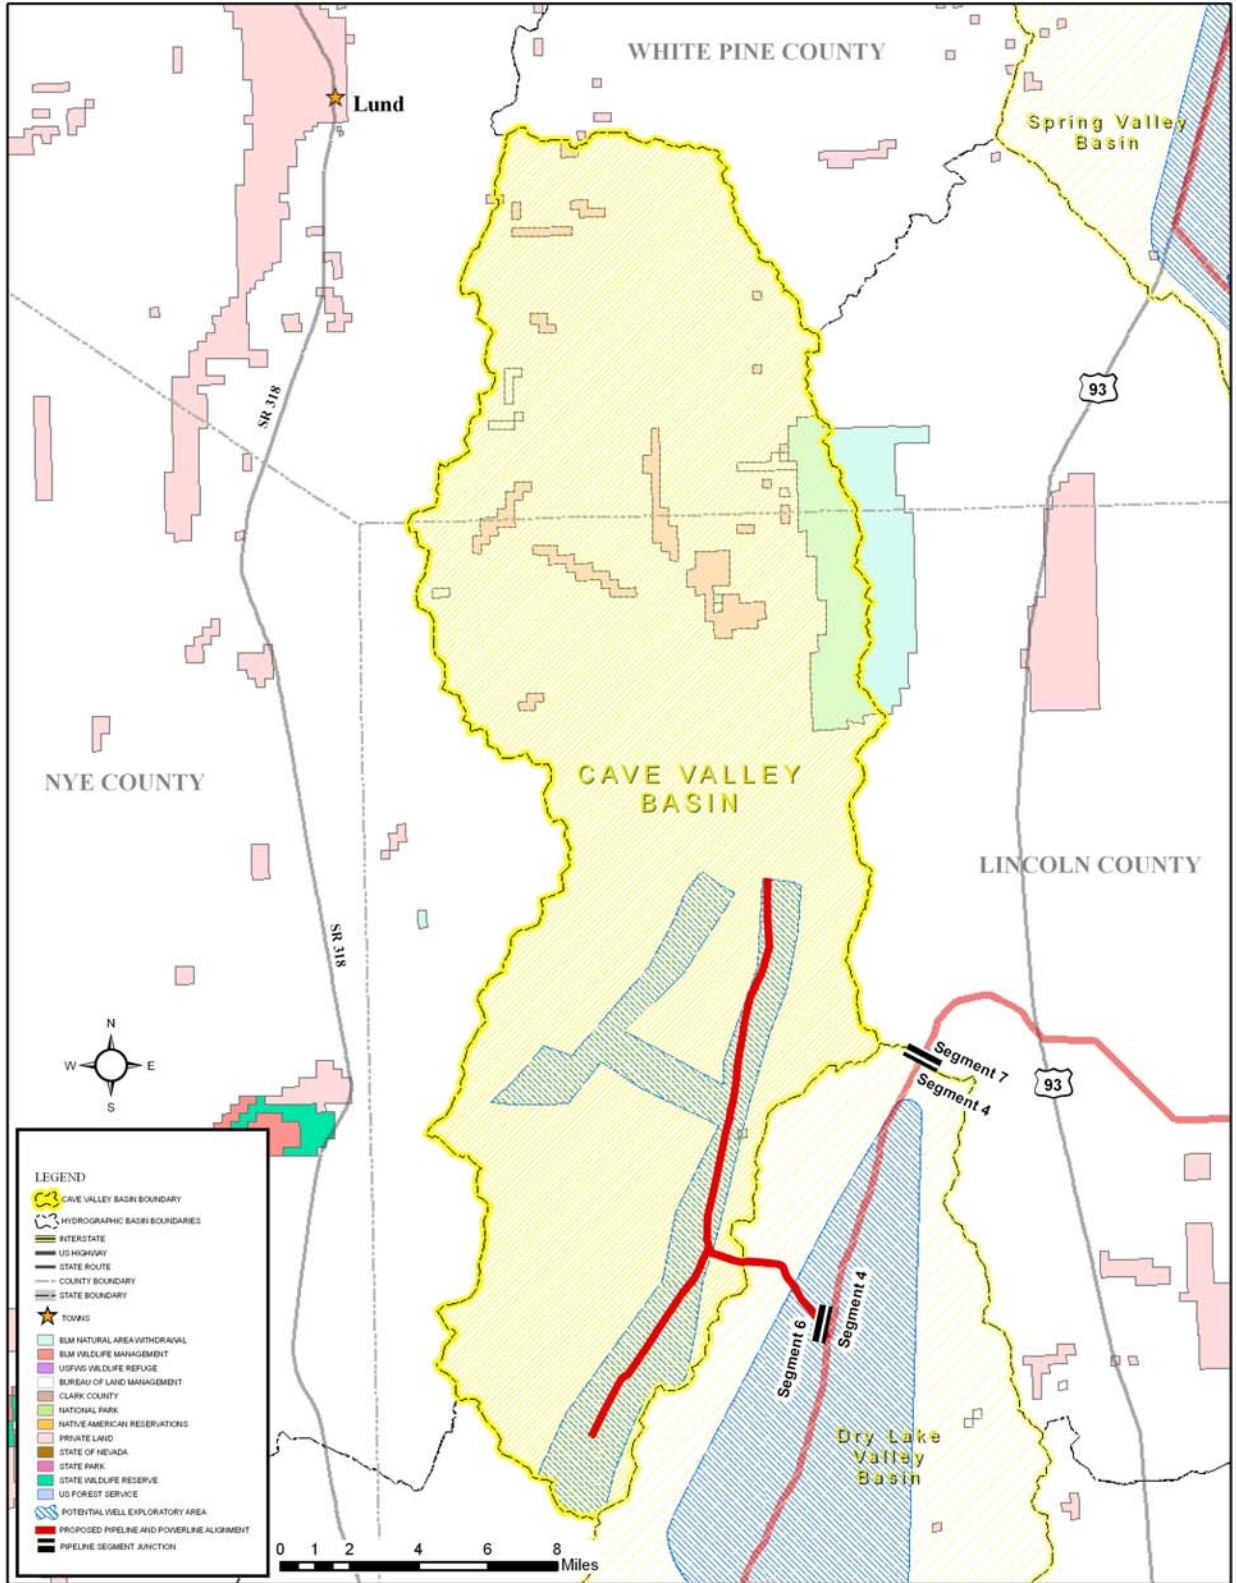 WHITE PINE COUNTY
Lund
Spring Valley
Basin
93
SR 318
CAVE VALLEY
BASIN
NYE COUNTY
LINCOLN COUNTY
SR 318
N
W
E
S
Segment 7
Segment 4
93
Segment 6
Segment 4
Dry Lake
Valley
Basin
LEGEND
CAVE VALLEY BASIN BOUNDARY
HYDROGRAPHIC BASIN BOUNDARIES
INTERSTATE
US HIGHWAY
STATE ROUTE
COUNTY BOUNDARY
STATE BOUNDARY
TOWNS
BLM NATURAL AREA WITHDRAWAL
BLM WILDLIFE MANAGEMENT
USFWS WILDLIFE REFUGE
BUREAU OF LAND MANAGEMENT
CLARK COUNTY
NATIONAL PARK
NATIVE AMERICAN RESERVATIONS
PRIVATE LAND
STATE OF NEVADA
STATE PARK
STATE WILDLIFE RESERVE
US FOREST SERVICE
POTENTIAL WELL EXPLORATORY AREA
PROPOSED PIPELINE AND POWERLINE ALIGNMENT
PIPELINE SEGMENT JUNCTION
0 1 2 4 6 8
Miles